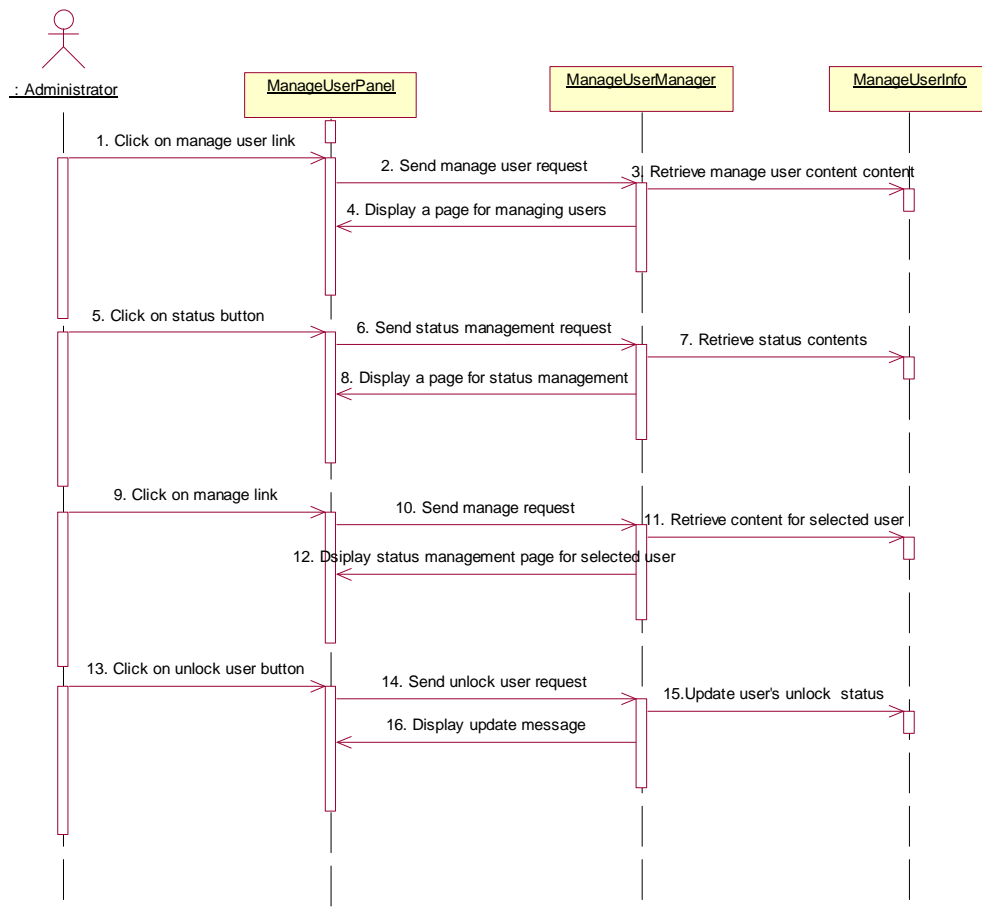 : Administrator
ManageUserPanel
ManageUserManager
ManageUserInfo
1. Click on manage user link
2. Send manage user request
3. Retrieve manage user content content
4. Display a page for managing users
5. Click on status button
6. Send status management request
7. Retrieve status contents
8. Display a page for status management
9. Click on manage link
10. Send manage request
11. Retrieve content for selected user
12. Dsiplay status management page for selected user
13. Click on unlock user button
14. Send unlock user request
15.Update user's unlock status
16. Display update message